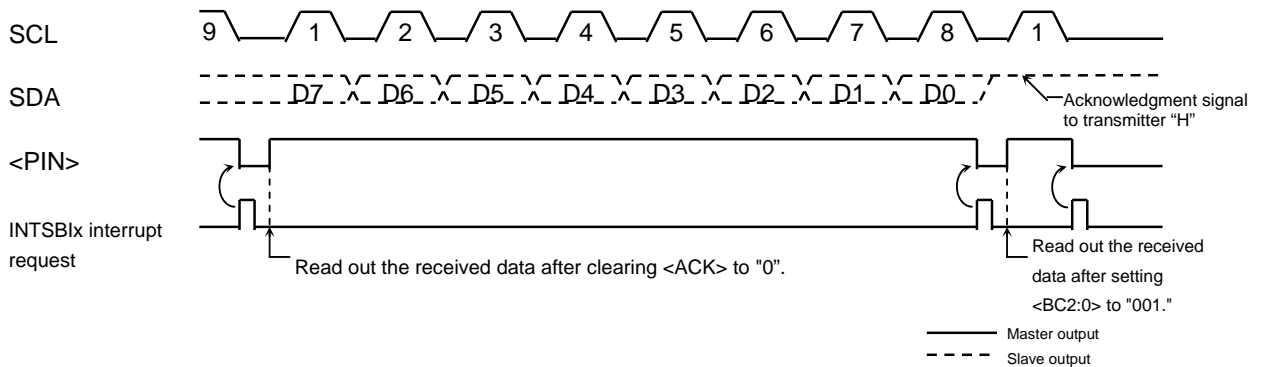 SCL 9 1 2 3 4 5 6 7 8 1
SDA D7 D6 D5 D4 D3 D2 D1 D0
Acknowledgment signal
to transmitter “H”
<PIN>
INTSBIx interrupt
request
Read out the received data after clearing <ACK> to "0”.
Read out the received
data after setting
<BC2:0> to "001."
Master output
Slave output